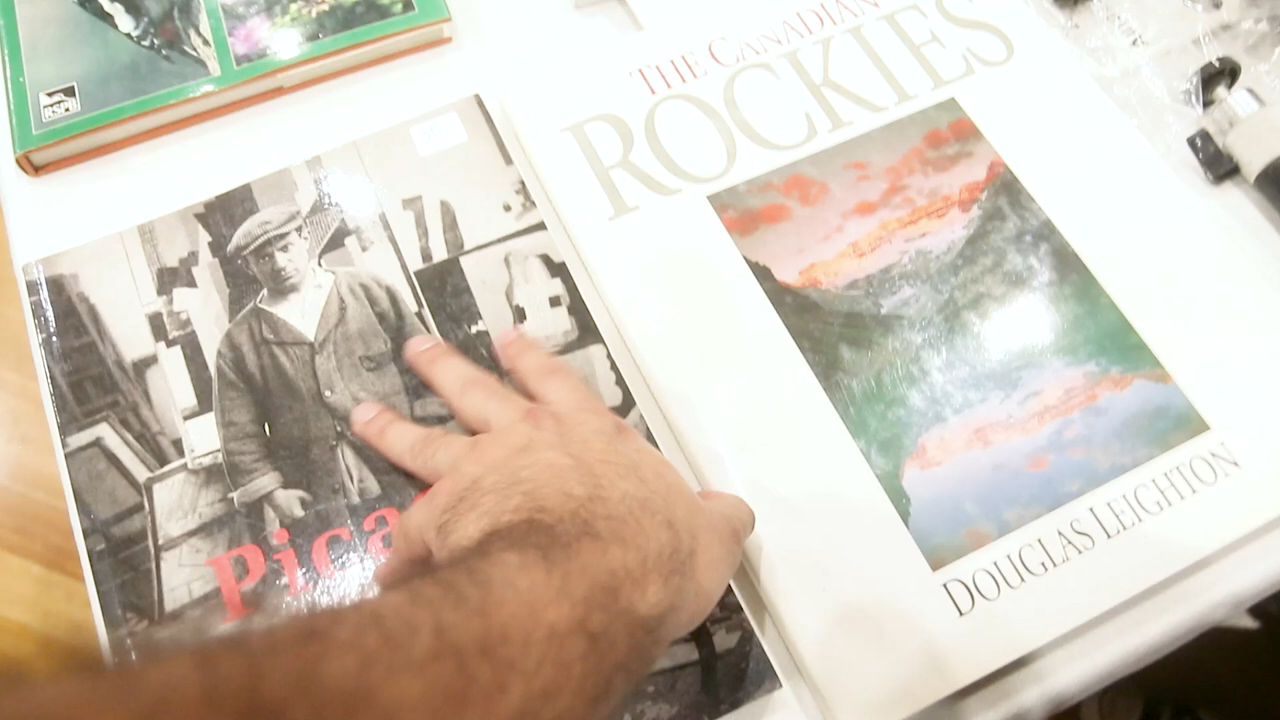 RSPB
THE CANADIAN
ROCKIES
Pica
DOUGLAS LEIGHTON